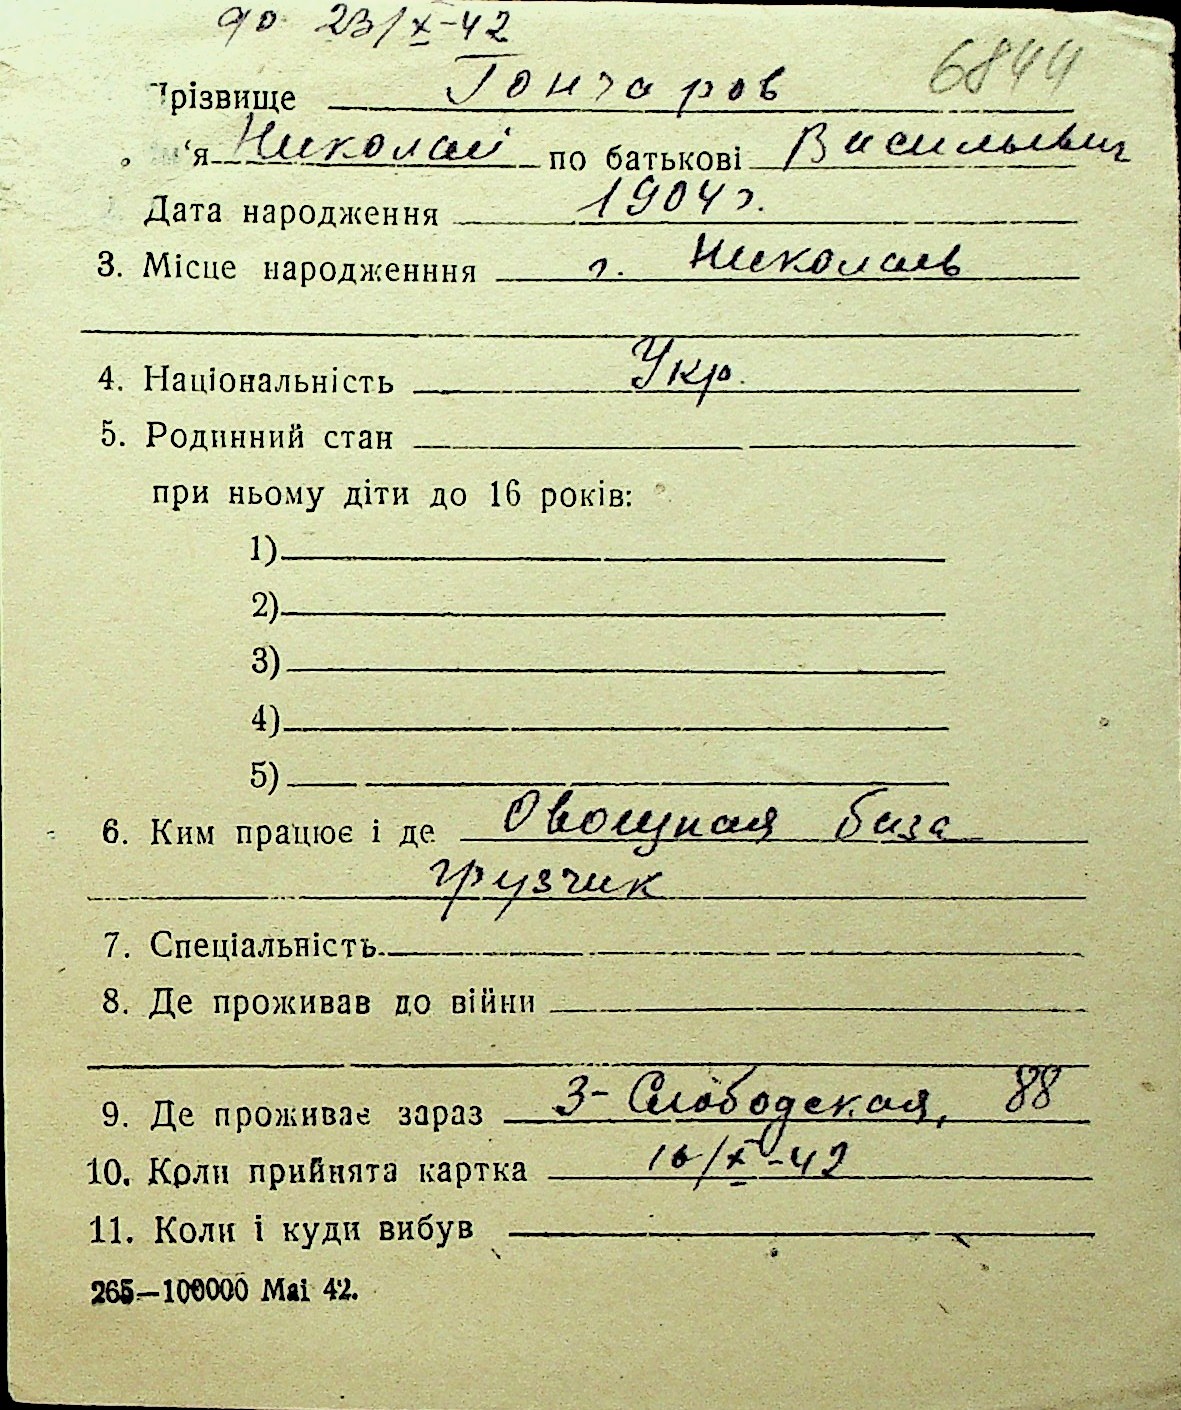 до 23/X-42
6844
різвище Гончаров
м'я Николай по батькові Васильевич
Дата народження 1904 г.
3. Місце народженння г. Николаев
4. Національність Укр.
5. Родинний стан
при ньому діти до 16 років:
1)
2)
3)
4)
5)
6. Ким працює і де Овощная база
грузчик
7. Спеціальність
8. Де проживав до війни
9. Де проживає зараз 3-Слободская, 88
10. Коли прийнята картка 16/X-42
11. Коли і куди вибув
265—100000 Mai 42.